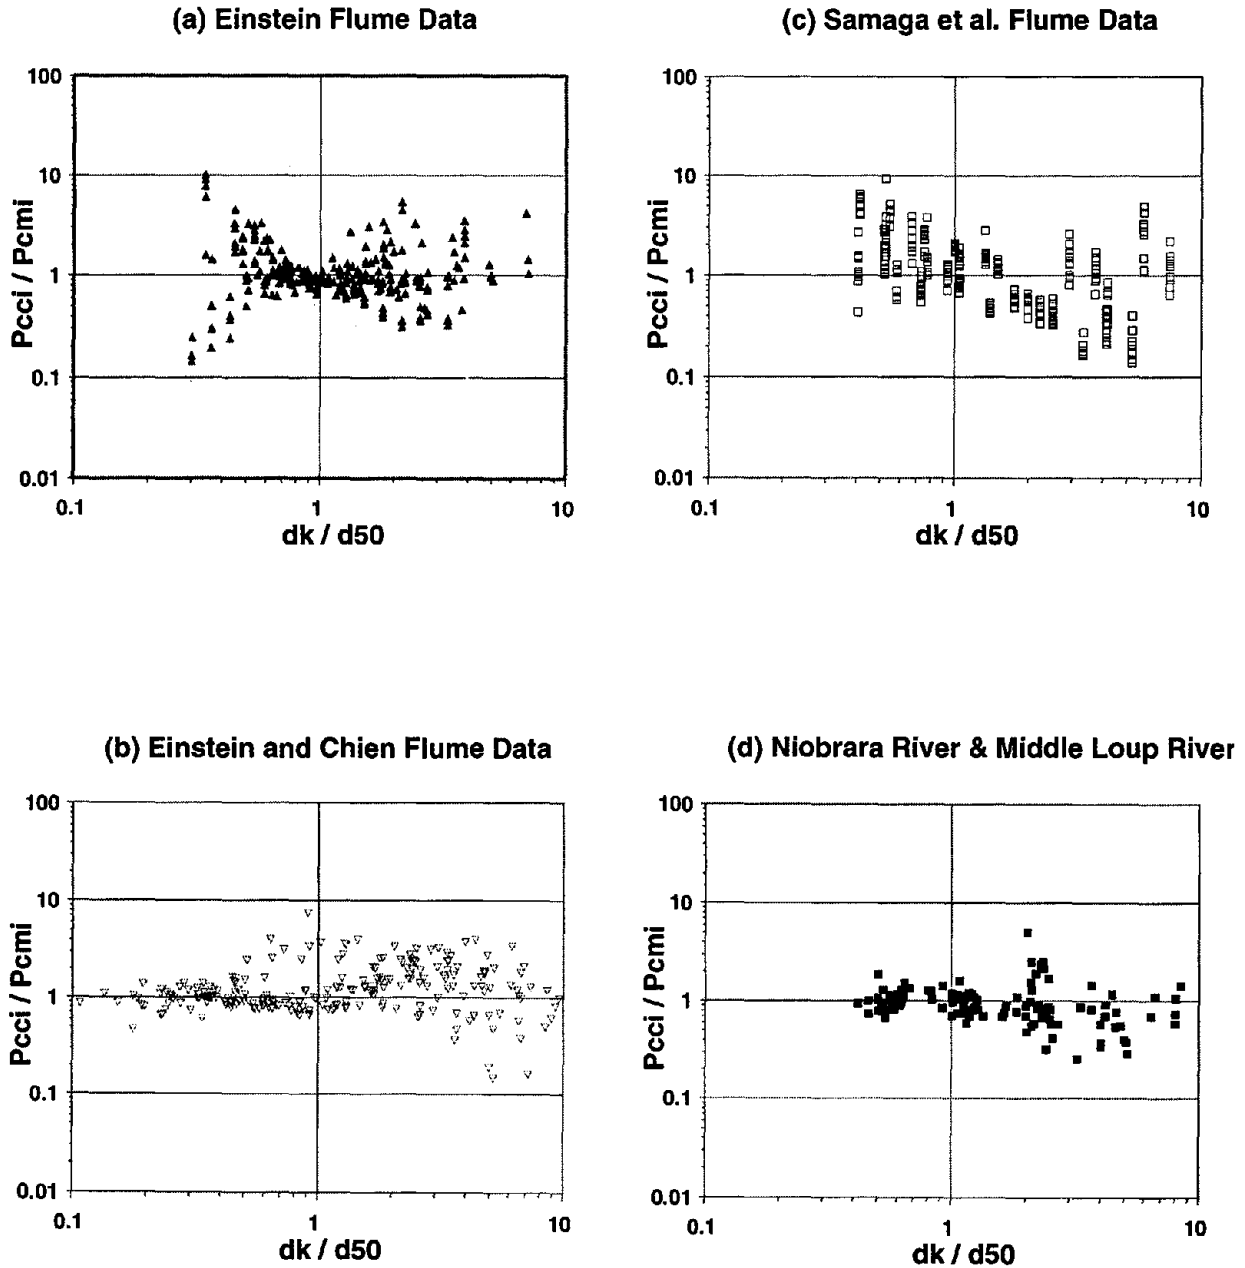 (a) Einstein Flume Data
100
10
1
0.1
0.01
Pcci / Pcmi
0.1
1
10
dk / d50
(c) Samaga et al. Flume Data
100
10
1
0.1
0.01
Pcci / Pcmi
0.1
1
10
dk / d50
(b) Einstein and Chien Flume Data
100
10
1
0.1
0.01
Pcci / Pcmi
0.1
1
10
dk / d50
(d) Niobrara River & Middle Loup River
100
10
1
0.1
0.01
Pcci / Pcmi
0.1
1
10
dk / d50